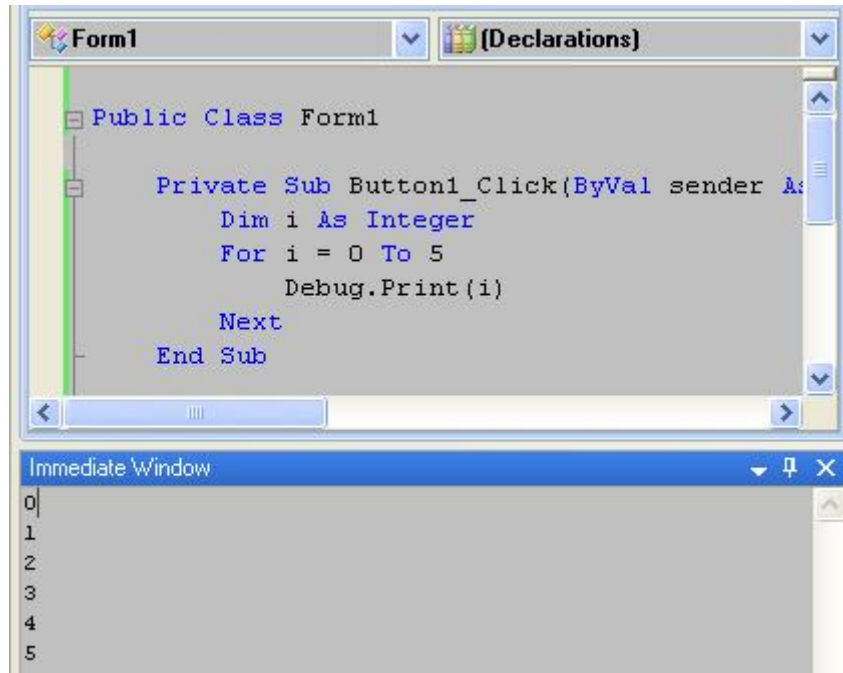 Form1 (Declarations)
Public Class Form1
Private Sub Button1_Click(ByVal sender
Dim i As Integer
For i = 0 To 5
Debug.Print(i)
Next
End Sub
Immediate Window
0
1
2
3
4
5